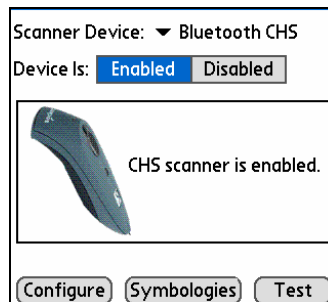 Scanner Device: Bluetooth CHS
Device Is: Enabled Disabled
CHS scanner is enabled.
Configure Symbologies Test